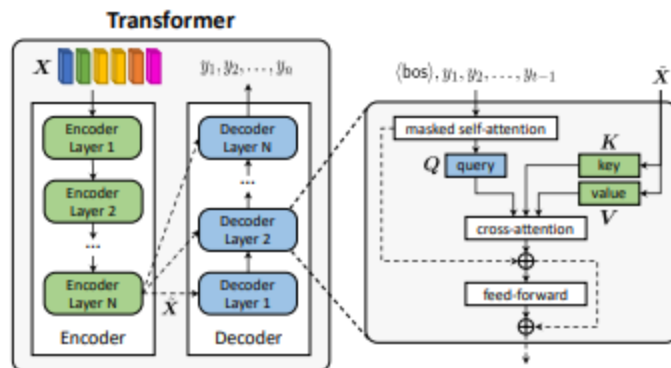 Transformer
X
y₁, y₂, ..., yₙ
Encoder
Layer 1
Encoder
Layer 2
...
Encoder
Layer N
Encoder
X̃
Decoder
Layer N
...
Decoder
Layer 2
Decoder
Layer 1
Decoder
⟨bos⟩, y₁, y₂, ..., yₜ₋₁
X̃
masked self-attention
Q
query
K
key
value
V
cross-attention
feed-forward